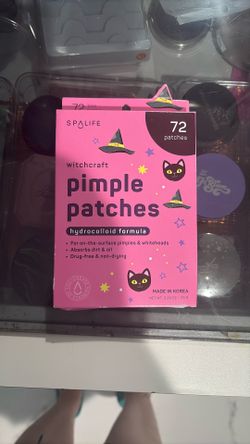 72
SPALIFE
72
patches
witchcraft
pimple
patches
hydrocolloid formula
• For on-the-surface pimples & whiteheads
• Absorbs dirt & oil
• Drug-free & non-drying
MADE IN KOREA